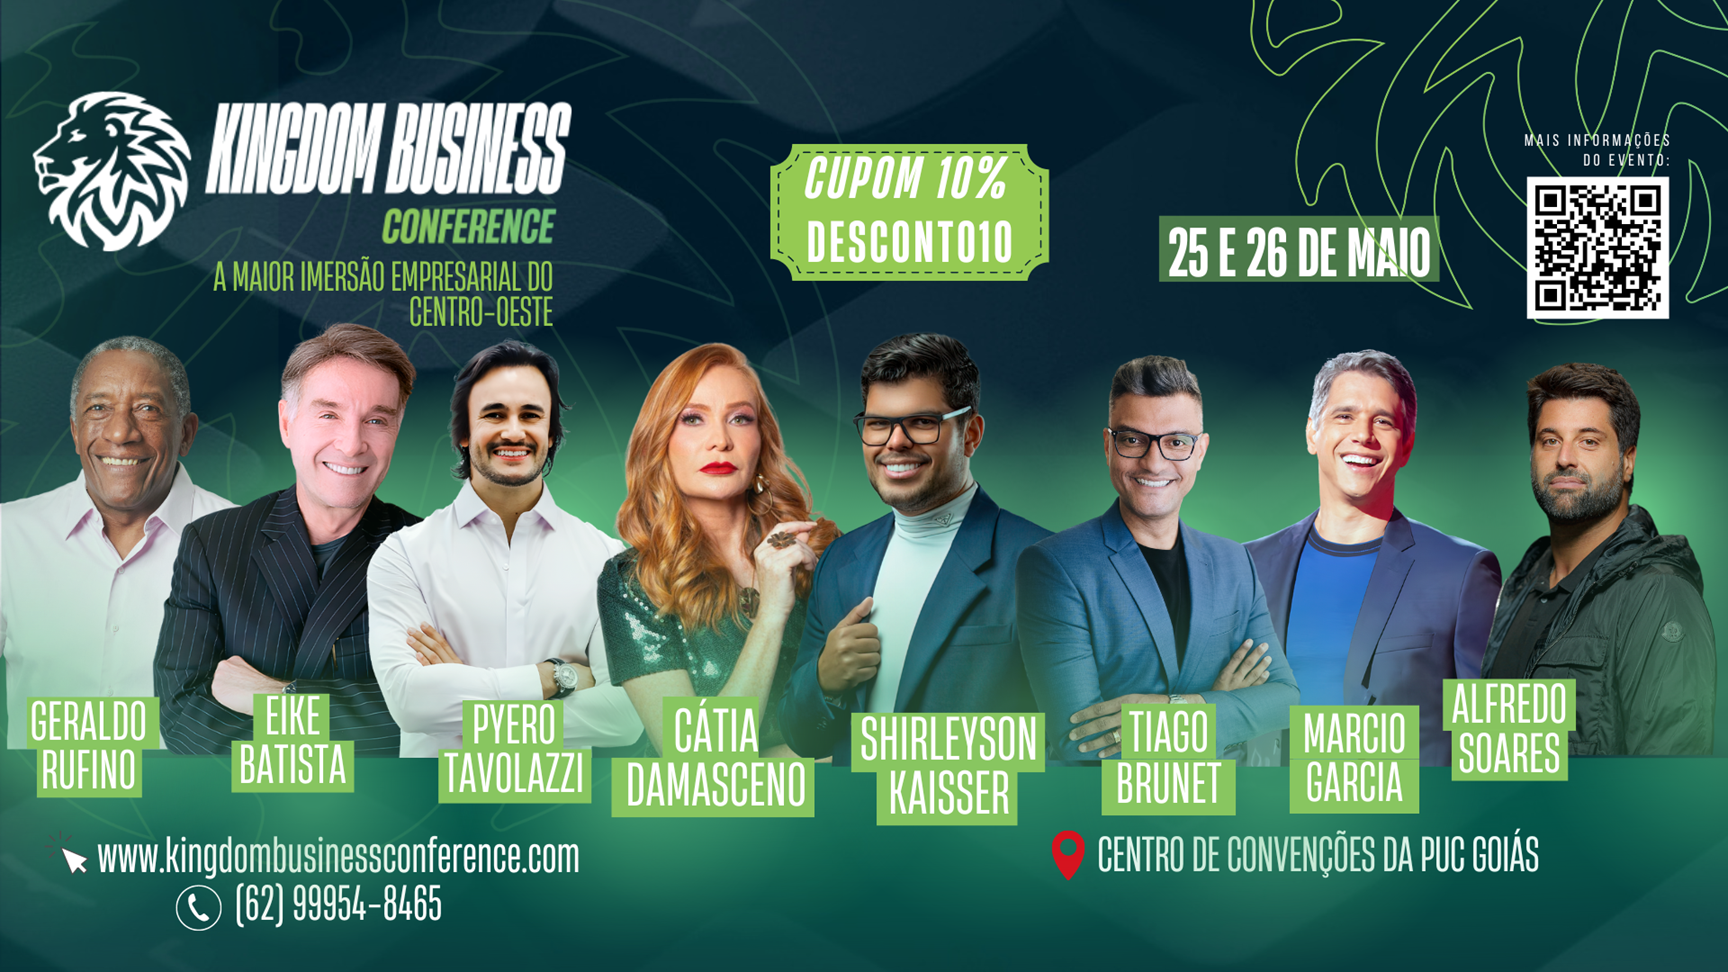 KINGDOM BUSINESS
CONFERENCE
A MAIOR IMERSÃO EMPRESARIAL DO
CENTRO-OESTE
CUPOM 10%
DESCONTO10
25 E 26 DE MAIO
MAIS INFORMAÇÕES
DO EVENTO:
GERALDO
RUFINO
EIKE
BATISTA
PYERO
TAVOLAZZI
CÁTIA
DAMASCENO
SHIRLEYSON
KAISSER
TIAGO
BRUNET
MARCIO
GARCIA
ALFREDO
SOARES
www.kingdombusinessconference.com
(62) 99954-8465
CENTRO DE CONVENÇÕES DA PUC GOIÁS